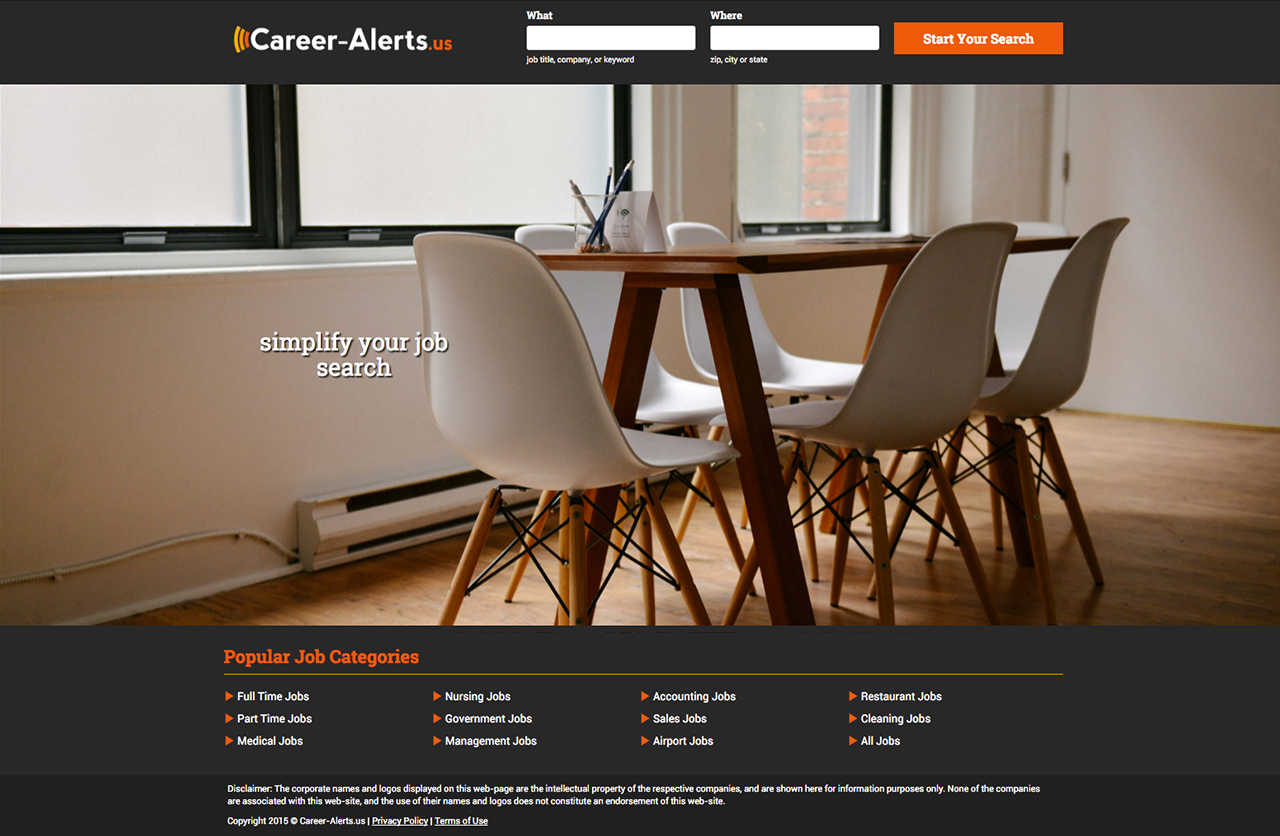 Career-Alerts.us
What
job title, company, or keyword
Where
zip, city or state
Start Your Search
simplify your job
search
Popular Job Categories
Full Time Jobs
Nursing Jobs
Accounting Jobs
Restaurant Jobs
Part Time Jobs
Government Jobs
Sales Jobs
Cleaning Jobs
Medical Jobs
Management Jobs
Airport Jobs
All Jobs
Disclaimer: The corporate names and logos displayed on this web-page are the intellectual property of the respective companies, and are shown here for information purposes only. None of the companies
are associated with this web-site, and the use of their names and logos does not constitute an endorsement of this web-site.
Copyright 2015 © Career-Alerts.us | Privacy Policy | Terms of Use